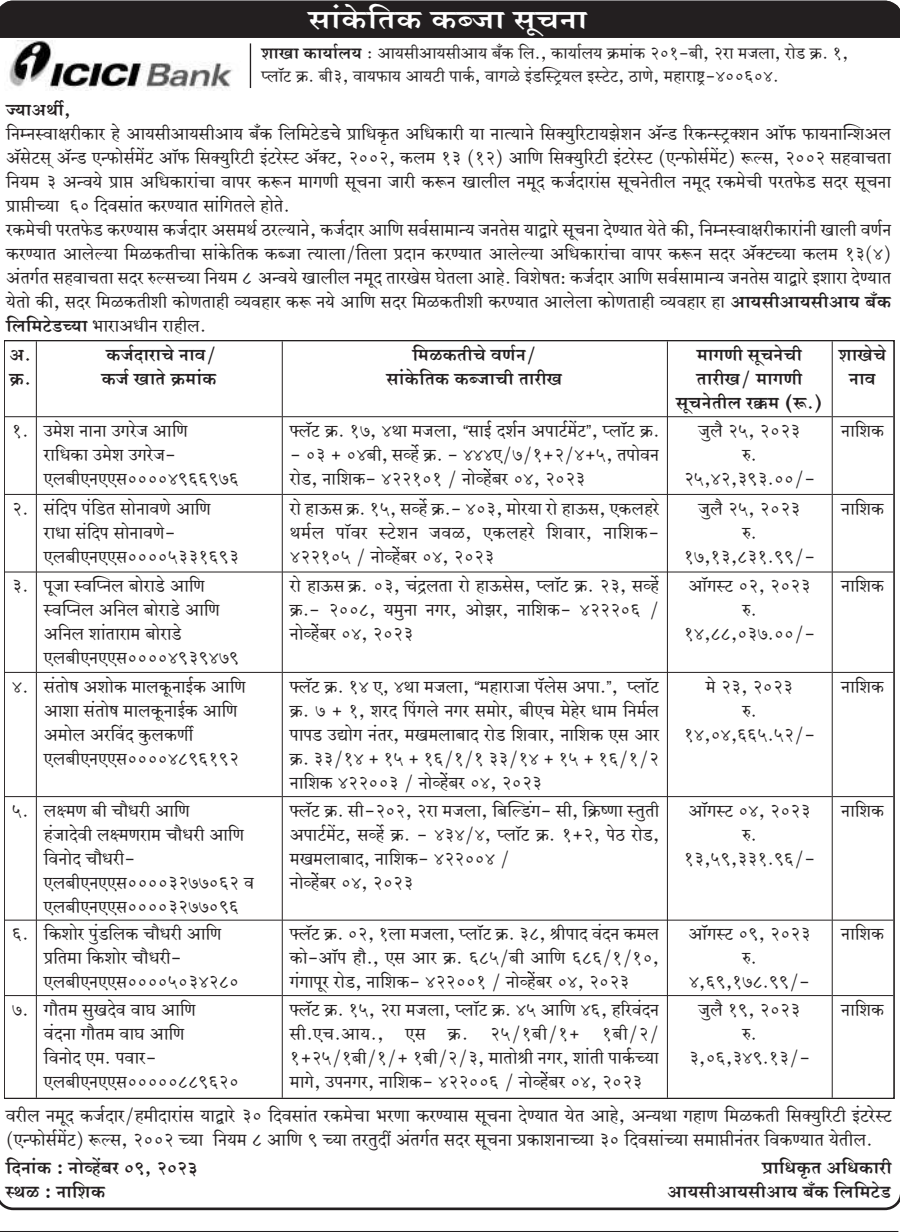 सांकेतिक कब्जा सूचना
ICICI Bank
शाखा कार्यालय : आयसीआयसीआय बँक लि., कार्यालय क्रमांक २०१-बी, २रा मजला, रोड क्र. १,
प्लॉट क्र. बी३, वायफाय आयटी पार्क, वागळे इंडस्ट्रियल इस्टेट, ठाणे, महाराष्ट्र-४००६०४.
ज्याअर्थी,
निम्नस्वाक्षरीकार हे आयसीआयसीआय बँक लिमिटेडचे प्राधिकृत अधिकारी या नात्याने सिक्युरिटायझेशन ॲन्ड रिकन्स्ट्रक्शन ऑफ फायनान्शिअल
ॲसेटस् ॲन्ड एन्फोर्समेंट ऑफ सिक्युरिटी इंटरेस्ट ॲक्ट, २००२, कलम १३ (१२) आणि सिक्युरिटी इंटरेस्ट (एन्फोर्समेंट) रूल्स, २००२ सहवाचता
नियम ३ अन्वये प्राप्त अधिकारांचा वापर करून मागणी सूचना जारी करून खालील नमूद कर्जदारांस सूचनेतील नमूद रकमेची परतफेड सदर सूचना
प्राप्तीच्या ६० दिवसांत करण्यात सांगितले होते.
रकमेची परतफेड करण्यास कर्जदार असमर्थ ठरल्याने, कर्जदार आणि सर्वसामान्य जनतेस याद्वारे सूचना देण्यात येते की, निम्नस्वाक्षरीकारांनी खाली वर्णन
करण्यात आलेल्या मिळकतीचा सांकेतिक कब्जा त्याला/तिला प्रदान करण्यात आलेल्या अधिकारांचा वापर करून सदर ॲक्टच्या कलम १३(४)
अंतर्गत सहवाचता सदर रुल्सच्या नियम ८ अन्वये खालील नमूद तारखेस घेतला आहे. विशेषतः कर्जदार आणि सर्वसामान्य जनतेस याद्वारे इशारा देण्यात
येतो की, सदर मिळकतीशी कोणताही व्यवहार करू नये आणि सदर मिळकतीशी करण्यात आलेला कोणताही व्यवहार हा आयसीआयसीआय बँक
लिमिटेडच्या भाराअधीन राहील.
अ. क्र. | कर्जदाराचे नाव/ कर्ज खाते क्रमांक | मिळकतीचे वर्णन/ सांकेतिक कब्जाची तारीख | मागणी सूचनेची तारीख/ मागणी सूचनेतील रक्कम (रू.) | शाखेचे नाव
१. उमेश नाना उगरेज आणि
राधिका उमेश उगरेज-
एलबीएनएएस००००४९६६९७६
फ्लॉट क्र. १७, ४था मजला, "साई दर्शन अपार्टमेंट", प्लॉट क्र.
- ०३ + ०४बी, सर्व्हे क्र. - ४४४ए/७/१+२/४+५, तपोवन
रोड, नाशिक- ४२२१०१ / नोव्हेंबर ०४, २०२३
जुलै २५, २०२३
रु.
२५,४२,३९३.००/-
नाशिक
२. संदिप पंडित सोनावणे आणि
राधा संदिप सोनावणे-
एलबीएनएएस००००५३३१६९३
रो हाऊस क्र. १५, सर्व्हे क्र.- ४०३, मोरया रो हाऊस, एकलहरे
थर्मल पॉवर स्टेशन जवळ, एकलहरे शिवार, नाशिक-
४२२१०५ / नोव्हेंबर ०४, २०२३
जुलै २५, २०२३
रु.
१७,१३,८३१.९९/-
नाशिक
३. पूजा स्वप्निल बोराडे आणि
स्वप्निल अनिल बोराडे आणि
अनिल शांताराम बोराडे
एलबीएनएएस००००४९३९४७९
रो हाऊस क्र. ०३, चंद्रलता रो हाऊसेस, प्लॉट क्र. २३, सर्व्हे
क्र.- २००८, यमुना नगर, ओझर, नाशिक- ४२२२०६ /
नोव्हेंबर ०४, २०२३
ऑगस्ट ०२, २०२३
रु.
१४,८८,०३७.००/-
नाशिक
४. संतोष अशोक मालकूनाईक आणि
आशा संतोष मालकूनाईक आणि
अमोल अरविंद कुलकर्णी
एलबीएनएएस००००४८९६१९२
फ्लॉट क्र. १४ ए, ४था मजला, "महाराजा पॅलेस अपा.", प्लॉट
क्र. ७ + १, शरद पिंगले नगर समोर, बीएच मेहेर धाम निर्मल
पापड उद्योग नंतर, मखमलाबाद रोड शिवार, नाशिक एस आर
क्र. ३३/१४ + १५ + १६/१/१ ३३/१४ + १५ + १६/१/२
नाशिक ४२२००३ / नोव्हेंबर ०४, २०२३
मे २३, २०२३
रु.
१४,०४,६६५.५२/-
नाशिक
५. लक्ष्मण बी चौधरी आणि
हंजादेवी लक्ष्मणराम चौधरी आणि
विनोद चौधरी-
एलबीएनएएस००००३२७७०६२ व
एलबीएनएएस००००३२७७०९६
फ्लॉट क्र. सी-२०२, २रा मजला, बिल्डिंग- सी, क्रिष्णा स्तुती
अपार्टमेंट, सर्व्हे क्र. - ४३४/४, प्लॉट क्र. १+२, पेठ रोड,
मखमलाबाद, नाशिक- ४२२००४ /
नोव्हेंबर ०४, २०२३
ऑगस्ट ०४, २०२३
रु.
१३,५९,३३१.९६/-
नाशिक
६. किशोर पुंडलिक चौधरी आणि
प्रतिमा किशोर चौधरी-
एलबीएनएएस००००५०३४२८०
फ्लॉट क्र. ०२, १ला मजला, प्लॉट क्र. ३८, श्रीपाद वंदन कमल
को-ऑप हौ., एस आर क्र. ६८५/बी आणि ६८६/१/१०,
गंगापूर रोड, नाशिक- ४२२००१ / नोव्हेंबर ०४, २०२३
ऑगस्ट ०९, २०२३
रु.
४,६९,१७८.९९/-
नाशिक
७. गौतम सुखदेव वाघ आणि
वंदना गौतम वाघ आणि
विनोद एम. पवार-
एलबीएनएएस०००००८८९६२०
फ्लॉट क्र. १५, २रा मजला, प्लॉट क्र. ४५ आणि ४६, हरिवंदन
सी.एच.आय., एस क्र. २५/१बी/१+ १बी/२/
१+२५/१बी/१/+ १बी/२/३, मातोश्री नगर, शांती पार्कच्या
मागे, उपनगर, नाशिक- ४२२००६ / नोव्हेंबर ०४, २०२३
जुलै १९, २०२३
रु.
३,०६,३४९.१३/-
नाशिक
वरील नमूद कर्जदार/हमीदारांस याद्वारे ३० दिवसांत रकमेचा भरणा करण्यास सूचना देण्यात येत आहे, अन्यथा गहाण मिळकती सिक्युरिटी इंटरेस्ट
(एन्फोर्समेंट) रूल्स, २००२ च्या नियम ८ आणि ९ च्या तरतुदीं अंतर्गत सदर सूचना प्रकाशनाच्या ३० दिवसांच्या समाप्तीनंतर विकण्यात येतील.
दिनांक : नोव्हेंबर ०९, २०२३ प्राधिकृत अधिकारी
स्थळ : नाशिक आयसीआयसीआय बँक लिमिटेड